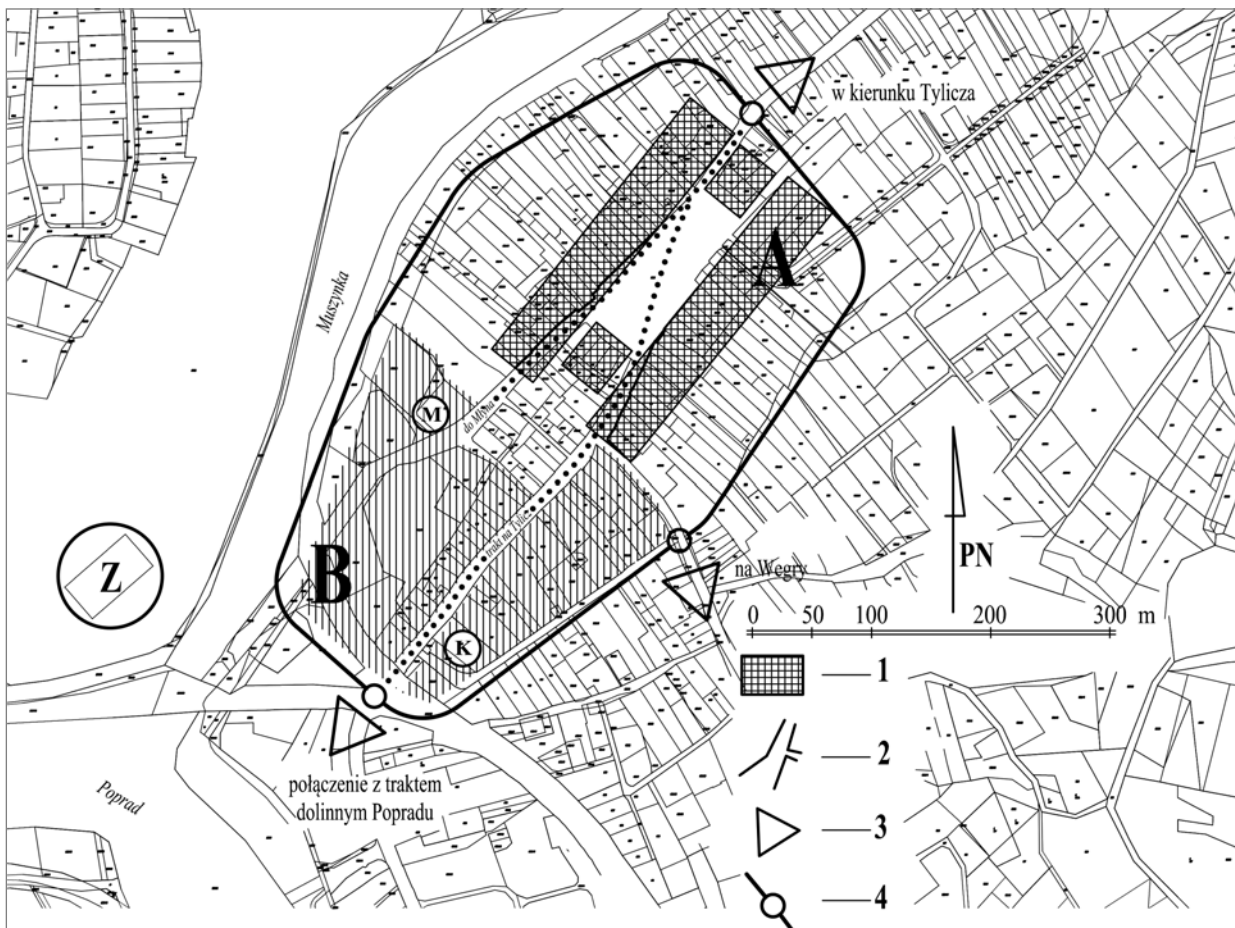 w kierunku Tylicza
A
Muszynka
M
do Młyna
trakt na Tylicz
B
Z
K
na Węgry
PN
0 50 100 200 300 m
1
2
3
4
połączenie z traktem
dolinnym Popradu
Poprad